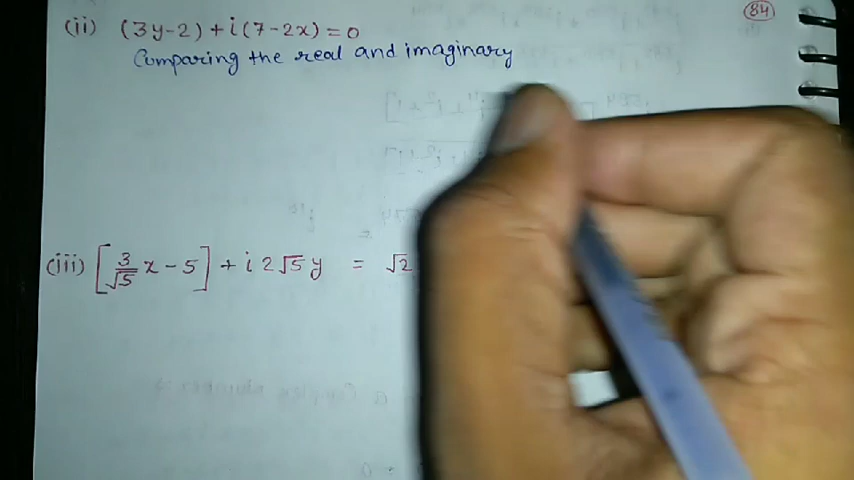 84
(ii) (3y-2) + i (7-2x) = 0
Comparing the real and imaginary
(iii) [3/√5 x - 5] + i 2√5 y = √2